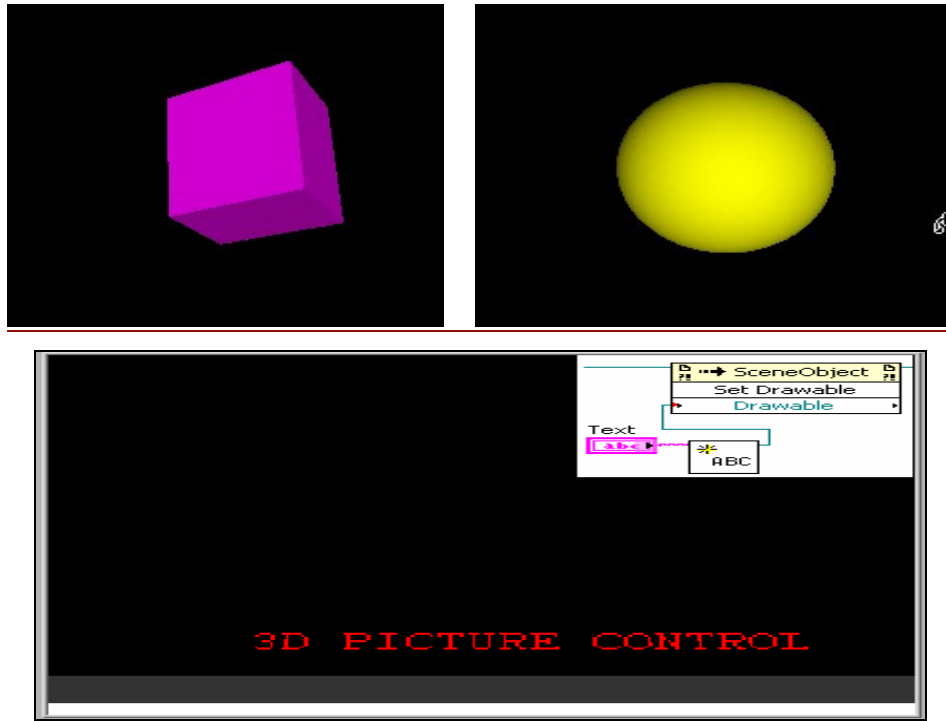 SceneObject
Set Drawable
Drawable
Text
abc
ABC
3D PICTURE CONTROL